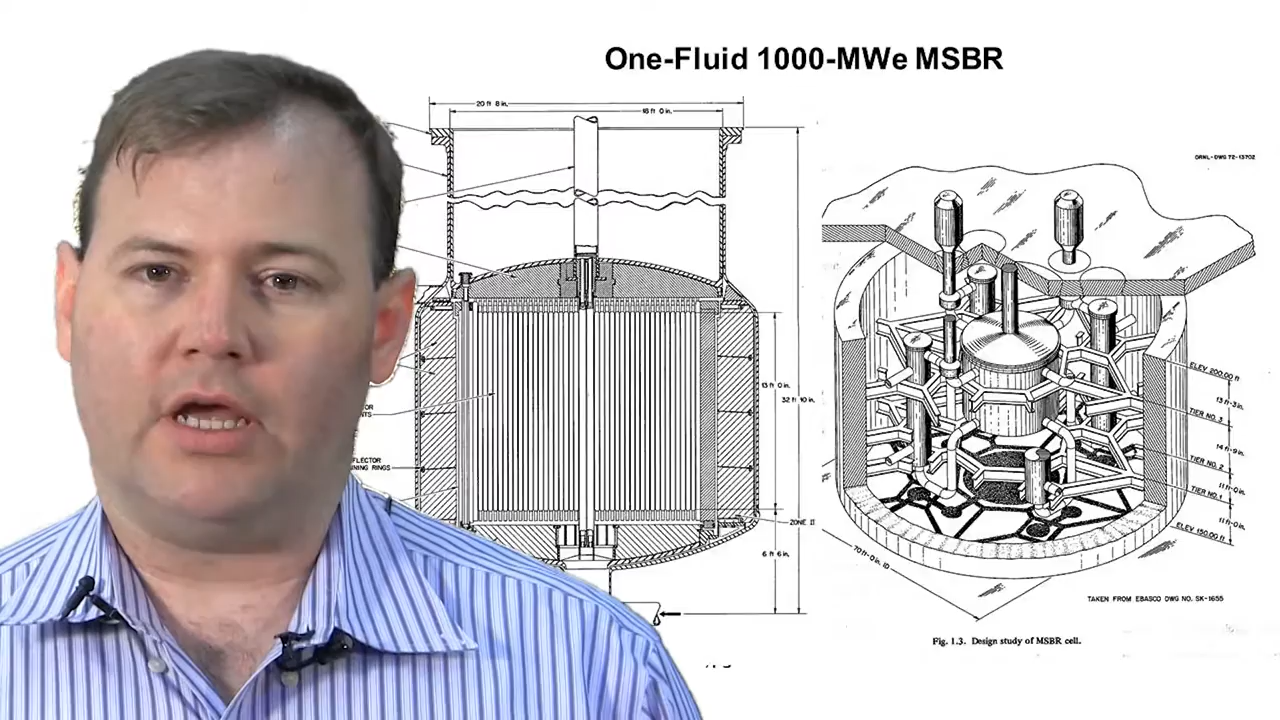 One-Fluid 1000-MWe MSBR
20 ft 8 in.
18 ft 0 in.
ORNL-DWG 72-13702
13 ft 0 in.
32 ft 10 in.
FLECTOR
NING RINGS
ZONE II
6 ft 6 in.
ELEV 200.00 ft
13 ft-3 in.
TIER NO. 3
14 ft-9 in.
TIER NO. 2
11 ft-0 in.
TIER NO. 1
11 ft-0 in.
ELEV 150.00 ft
70 ft-0 in. ID
TAKEN FROM EBASCO DWG NO. SK-1655
Fig. 1.3. Design study of MSBR cell.